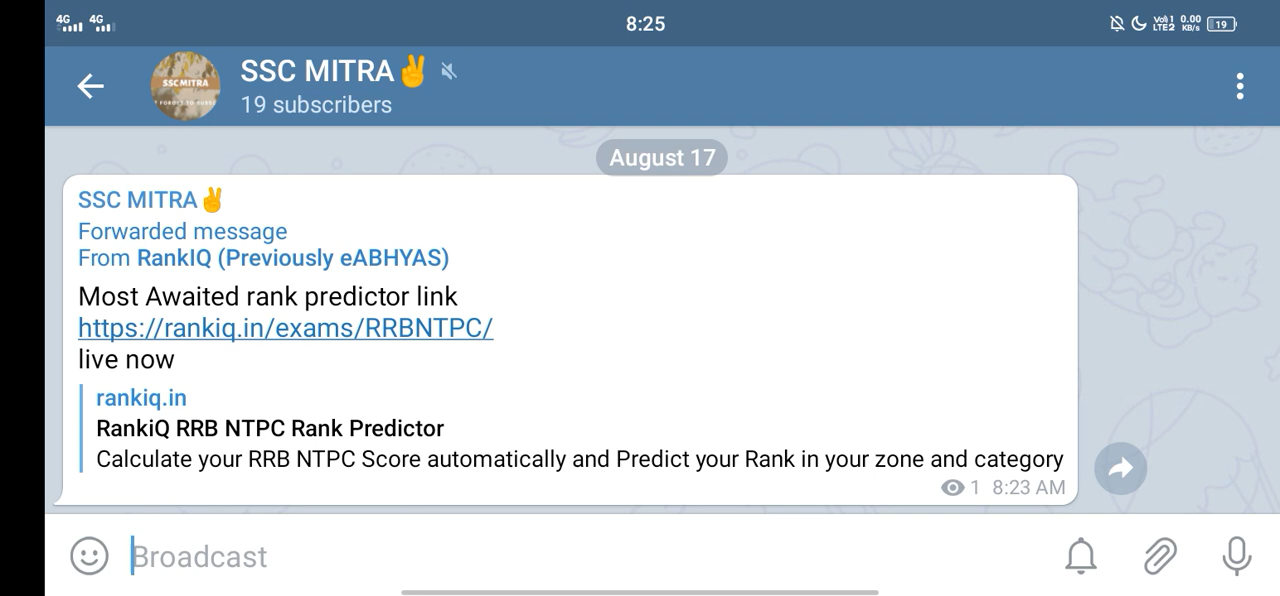 4G 4G 8:25 Vo) 1 LTE2 0.00 KB/s 19
SSC MITRA✌
19 subscribers
SSC MITRA
August 17
SSC MITRA✌
Forwarded message
From RankIQ (Previously eABHYAS)
Most Awaited rank predictor link
https://rankiq.in/exams/RRBNTPC/
live now
rankiq.in
RankiQ RRB NTPC Rank Predictor
Calculate your RRB NTPC Score automatically and Predict your Rank in your zone and category
1 8:23 AM
Broadcast